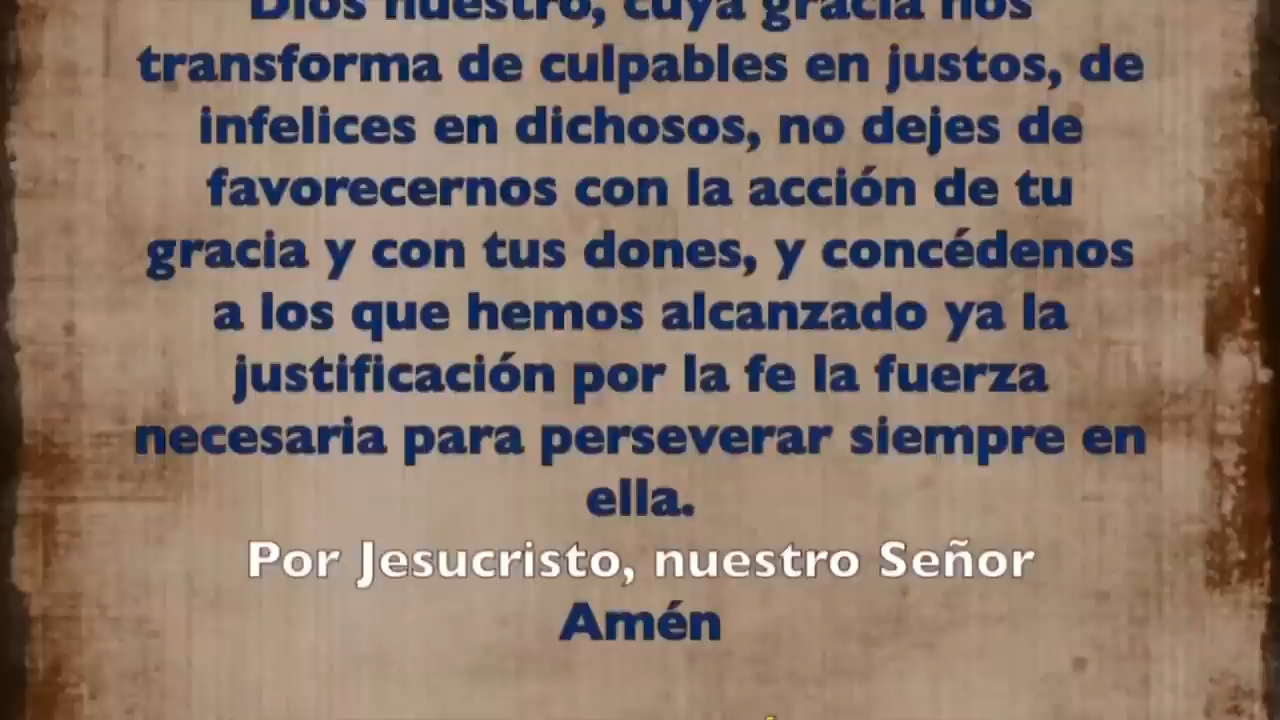 Dios nuestro, cuya gracia nos
transforma de culpables en justos, de
infelices en dichosos, no dejes de
favorecernos con la acción de tu
gracia y con tus dones, y concédenos
a los que hemos alcanzado ya la
justificación por la fe la fuerza
necesaria para perseverar siempre en
ella.
Por Jesucristo, nuestro Señor
Amén